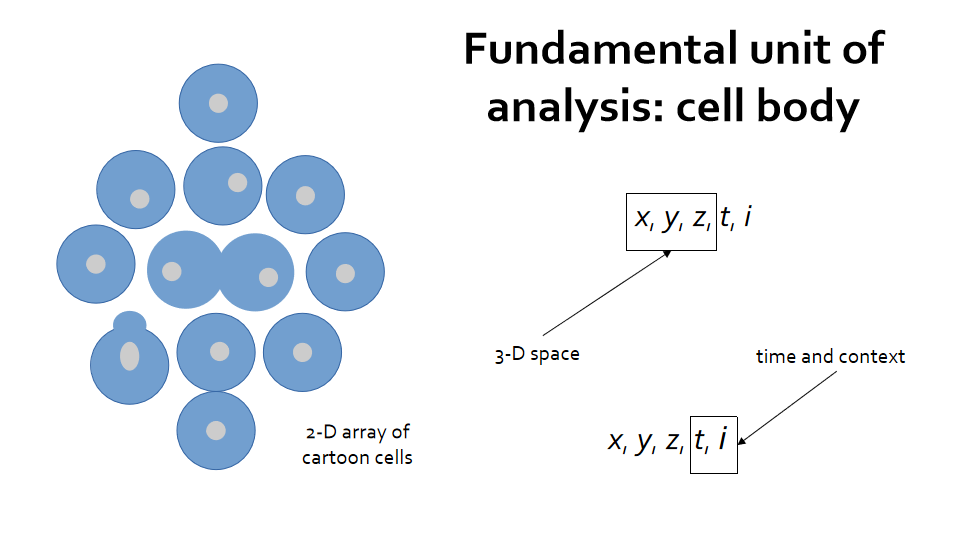 Fundamental unit of
analysis: cell body
x, y, z, t, i
3-D space
time and context
x, y, z, t, i
2-D array of
cartoon cells